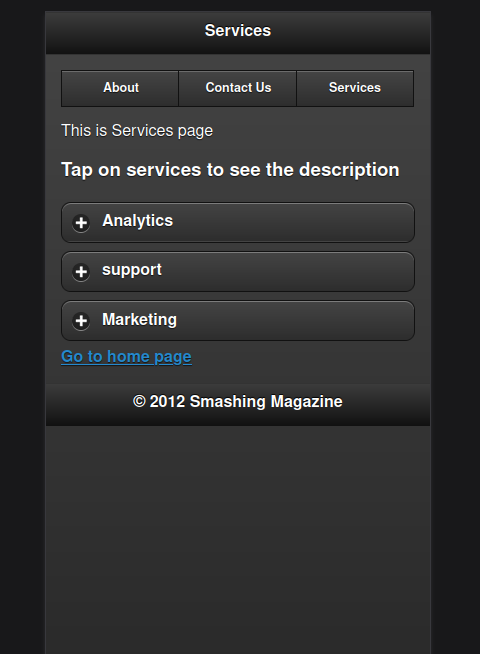 Services
About Contact Us Services
This is Services page
Tap on services to see the description
Analytics
support
Marketing
Go to home page
© 2012 Smashing Magazine